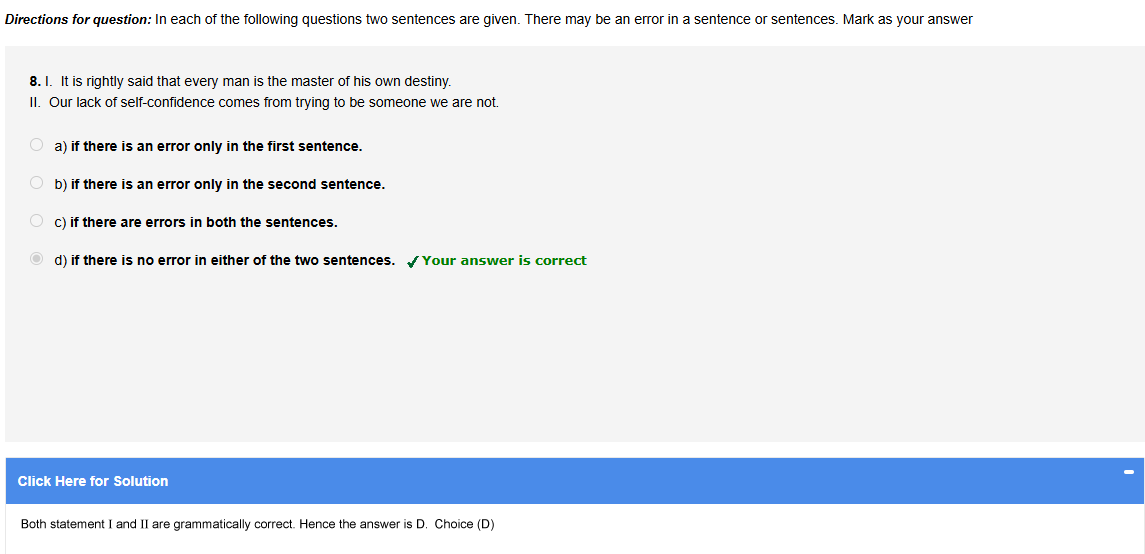 Directions for question: In each of the following questions two sentences are given. There may be an error in a sentence or sentences. Mark as your answer
8. I. It is rightly said that every man is the master of his own destiny.
II. Our lack of self-confidence comes from trying to be someone we are not.
a) if there is an error only in the first sentence.
b) if there is an error only in the second sentence.
c) if there are errors in both the sentences.
d) if there is no error in either of the two sentences. ✓Your answer is correct
Click Here for Solution
Both statement I and II are grammatically correct. Hence the answer is D. Choice (D)